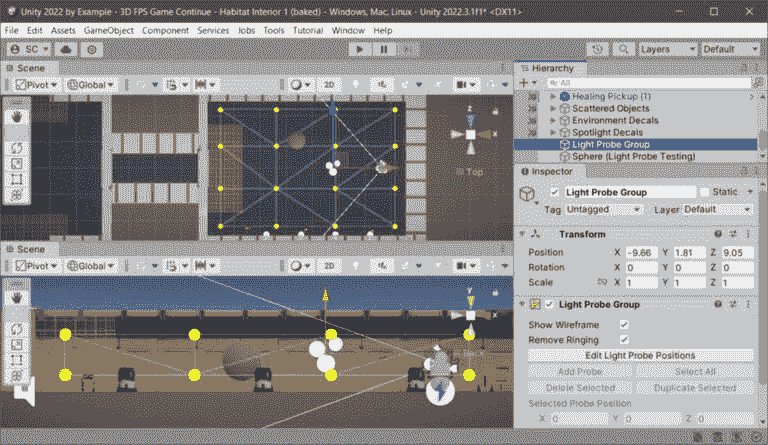 Unity 2022 by Example - 3D FPS Game Continue - Habitat Interior 1 (baked) - Windows, Mac, Linux - Unity 2022.3.1f1* <DX11>
File Edit Assets GameObject Component Services Jobs Tools Tutorial Window Help
SC Layers Default
Scene
Pivot Global 2D
Top
Scene
Pivot Global 2D
Back
Hierarchy
All
Healing Pickup (1)
Scattered Objects
Environment Decals
Spotlight Decals
Light Probe Group
Sphere (Light Probe Testing)
Inspector
Light Probe Group Static
Tag Untagged Layer Default
Transform
Position X -9.66 Y 1.81 Z 9.05
Rotation X 0 Y 0 Z 0
Scale X 1 Y 1 Z 1
Light Probe Group
Show Wireframe
Remove Ringing
Edit Light Probe Positions
Add Probe Select All
Delete Selected Duplicate Selected
Selected Probe Position
X 0 Y 0 Z 0